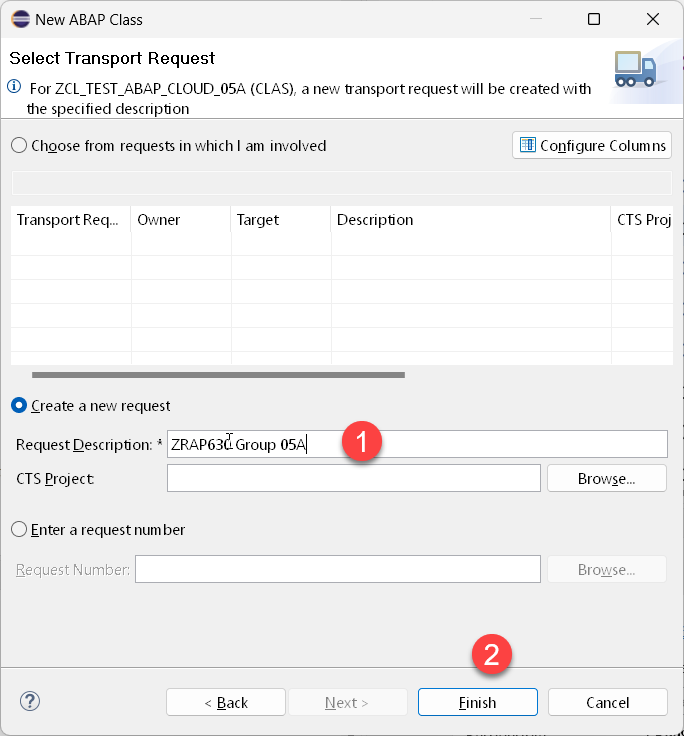 New ABAP Class
Select Transport Request
For ZCL_TEST_ABAP_CLOUD_05A (CLAS), a new transport request will be created with
the specified description
Choose from requests in which I am involved
Configure Columns
Transport Req... Owner Target Description CTS Proj
Create a new request
Request Description: * ZRAP630 Group 05A
1
CTS Project:
Browse...
Enter a request number
Request Number:
Browse...
2
?
< Back
Next >
Finish
Cancel